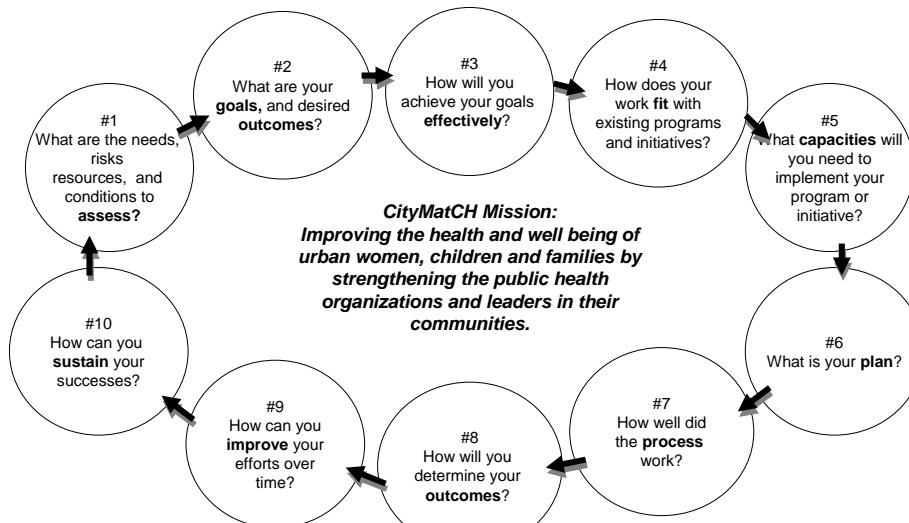 #1
What are the needs,
risks
resources, and
conditions to
assess?
#2
What are your
goals, and desired
outcomes?
#3
How will you
achieve your goals
effectively?
#4
How does your
work fit with
existing programs
and initiatives?
#5
What capacities will
you need to
implement your
program or
initiative?
CityMatCH Mission:
Improving the health and well being of
urban women, children and families by
strengthening the public health
organizations and leaders in their
communities.
#6
What is your plan?
#7
How well did
the process
work?
#8
How will you
determine your
outcomes?
#9
How can you
improve your
efforts over
time?
#10
How can you
sustain your
successes?